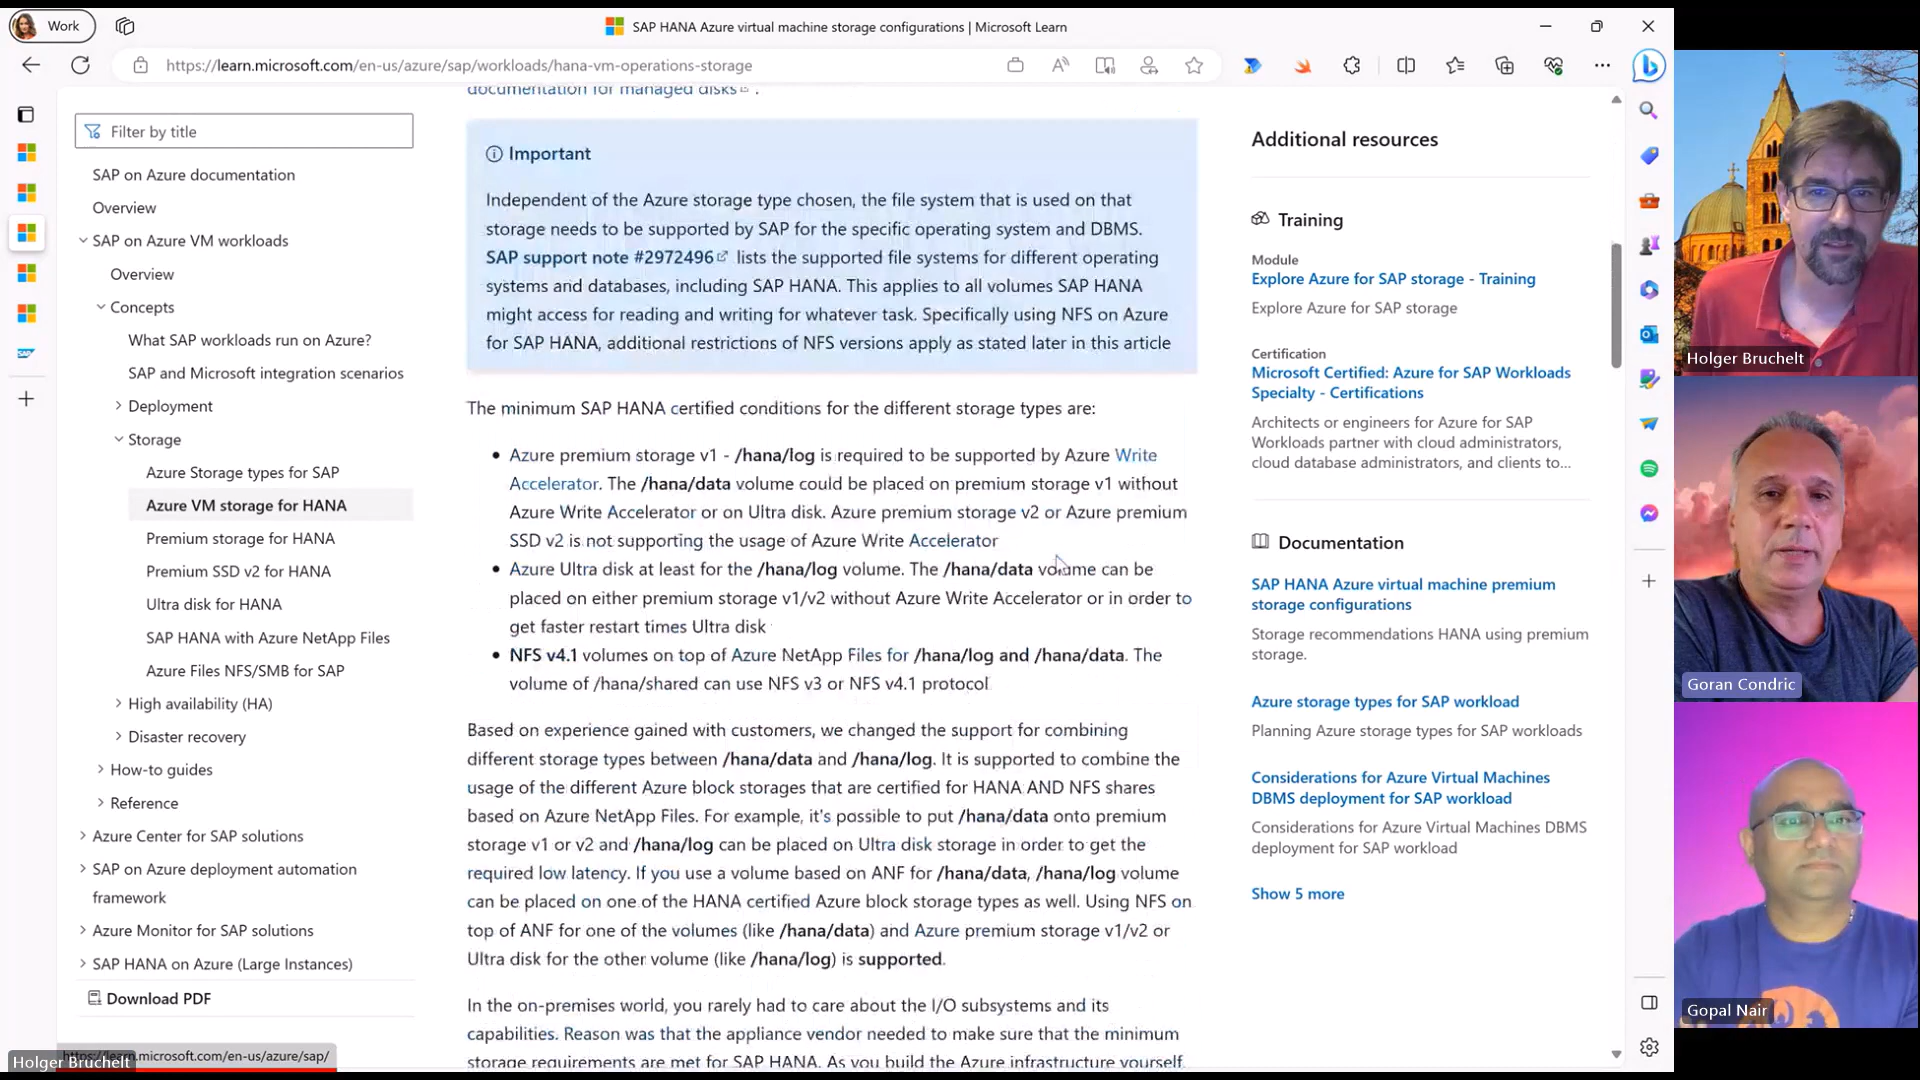 Work
SAP HANA Azure virtual machine storage configurations | Microsoft Learn
https://learn.microsoft.com/en-us/azure/sap/workloads/hana-vm-operations-storage
Filter by title
SAP on Azure documentation
Overview
SAP on Azure VM workloads
Overview
Concepts
What SAP workloads run on Azure?
SAP and Microsoft integration scenarios
Deployment
Storage
Azure Storage types for SAP
Azure VM storage for HANA
Premium storage for HANA
Premium SSD v2 for HANA
Ultra disk for HANA
SAP HANA with Azure NetApp Files
Azure Files NFS/SMB for SAP
High availability (HA)
Disaster recovery
How-to guides
Reference
Azure Center for SAP solutions
SAP on Azure deployment automation
framework
Azure Monitor for SAP solutions
SAP HANA on Azure (Large Instances)
Download PDF
https://learn.microsoft.com/en-us/azure/sap/
Holger Bruchelt
documentation for managed disks .
Important
Independent of the Azure storage type chosen, the file system that is used on that
storage needs to be supported by SAP for the specific operating system and DBMS.
SAP support note #2972496 lists the supported file systems for different operating
systems and databases, including SAP HANA. This applies to all volumes SAP HANA
might access for reading and writing for whatever task. Specifically using NFS on Azure
for SAP HANA, additional restrictions of NFS versions apply as stated later in this article
The minimum SAP HANA certified conditions for the different storage types are:
• Azure premium storage v1 - /hana/log is required to be supported by Azure Write
Accelerator. The /hana/data volume could be placed on premium storage v1 without
Azure Write Accelerator or on Ultra disk. Azure premium storage v2 or Azure premium
SSD v2 is not supporting the usage of Azure Write Accelerator
• Azure Ultra disk at least for the /hana/log volume. The /hana/data volume can be
placed on either premium storage v1/v2 without Azure Write Accelerator or in order to
get faster restart times Ultra disk
• NFS v4.1 volumes on top of Azure NetApp Files for /hana/log and /hana/data. The
volume of /hana/shared can use NFS v3 or NFS v4.1 protocol
Based on experience gained with customers, we changed the support for combining
different storage types between /hana/data and /hana/log. It is supported to combine the
usage of the different Azure block storages that are certified for HANA AND NFS shares
based on Azure NetApp Files. For example, it's possible to put /hana/data onto premium
storage v1 or v2 and /hana/log can be placed on Ultra disk storage in order to get the
required low latency. If you use a volume based on ANF for /hana/data, /hana/log volume
can be placed on one of the HANA certified Azure block storage types as well. Using NFS on
top of ANF for one of the volumes (like /hana/data) and Azure premium storage v1/v2 or
Ultra disk for the other volume (like /hana/log) is supported.
In the on-premises world, you rarely had to care about the I/O subsystems and its
capabilities. Reason was that the appliance vendor needed to make sure that the minimum
storage requirements are met for SAP HANA. As you build the Azure infrastructure yourself,
Additional resources
Training
Module
Explore Azure for SAP storage - Training
Explore Azure for SAP storage
Certification
Microsoft Certified: Azure for SAP Workloads
Specialty - Certifications
Architects or engineers for Azure for SAP
Workloads partner with cloud administrators,
cloud database administrators, and clients to...
Documentation
SAP HANA Azure virtual machine premium
storage configurations
Storage recommendations HANA using premium
storage.
Azure storage types for SAP workload
Planning Azure storage types for SAP workloads
Considerations for Azure Virtual Machines
DBMS deployment for SAP workload
Considerations for Azure Virtual Machines DBMS
deployment for SAP workload
Show 5 more
Holger Bruchelt
Goran Condric
Gopal Nair